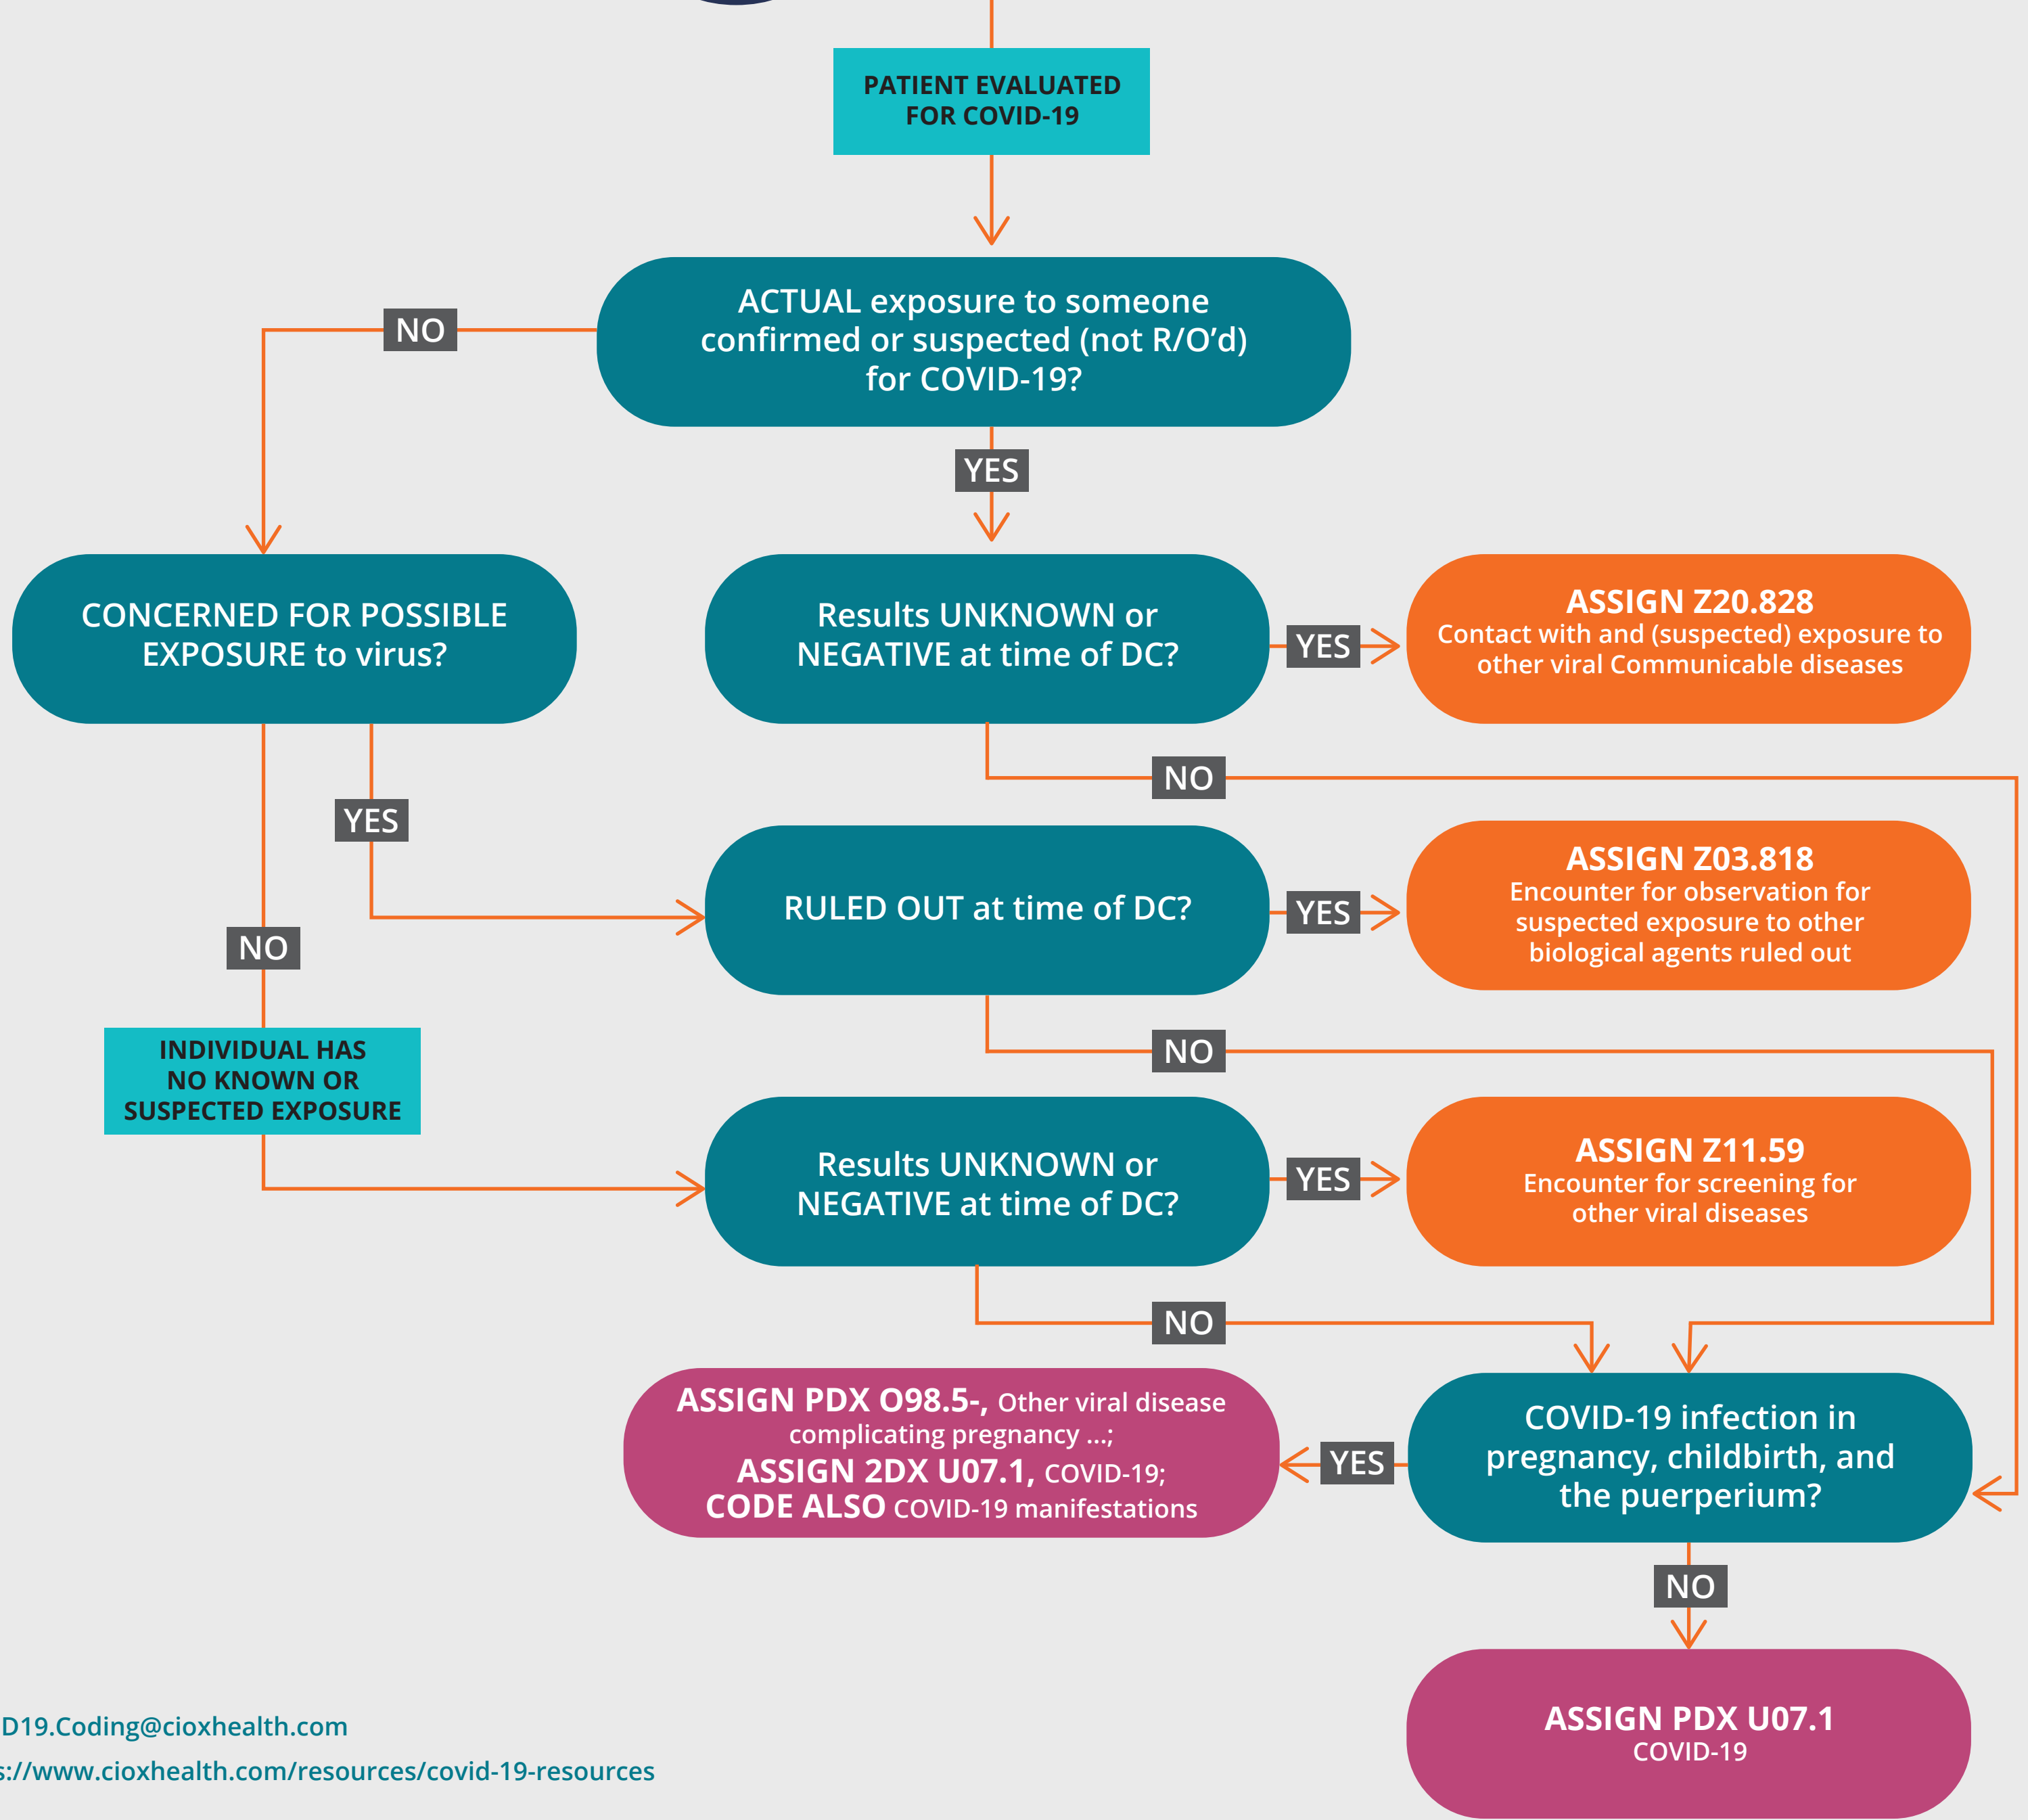 PATIENT EVALUATED
FOR COVID-19
ACTUAL exposure to someone
confirmed or suspected (not R/O’d)
for COVID-19?
NO
YES
CONCERNED FOR POSSIBLE
EXPOSURE to virus?
Results UNKNOWN or
NEGATIVE at time of DC?
YES
ASSIGN Z20.828
Contact with and (suspected) exposure to
other viral Communicable diseases
NO
YES
RULED OUT at time of DC?
YES
ASSIGN Z03.818
Encounter for observation for
suspected exposure to other
biological agents ruled out
NO
NO
INDIVIDUAL HAS
NO KNOWN OR
SUSPECTED EXPOSURE
Results UNKNOWN or
NEGATIVE at time of DC?
YES
ASSIGN Z11.59
Encounter for screening for
other viral diseases
NO
ASSIGN PDX O98.5-, Other viral disease
complicating pregnancy ...;
ASSIGN 2DX U07.1, COVID-19;
CODE ALSO COVID-19 manifestations
YES
COVID-19 infection in
pregnancy, childbirth, and
the puerperium?
NO
ASSIGN PDX U07.1
COVID-19
D19.Coding@cioxhealth.com
s://www.cioxhealth.com/resources/covid-19-resources